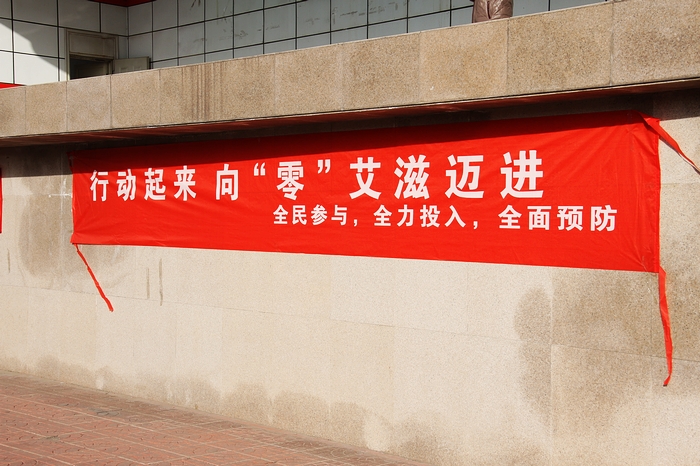 行动起来 向“零”艾滋迈进
全民参与，全力投入，全面预防